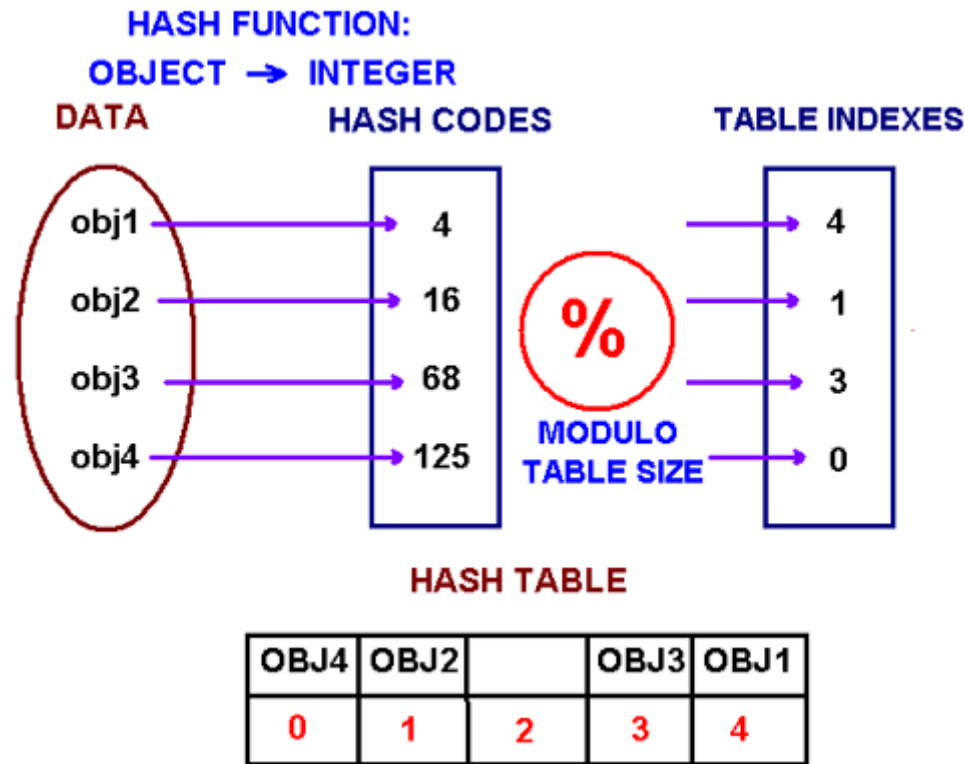 HASH FUNCTION:
OBJECT → INTEGER
DATA HASH CODES TABLE INDEXES
obj1 4 4
obj2 16 1
obj3 68 3
obj4 125 0
%
MODULO
TABLE SIZE
HASH TABLE
OBJ4 OBJ2 OBJ3 OBJ1
0 1 2 3 4